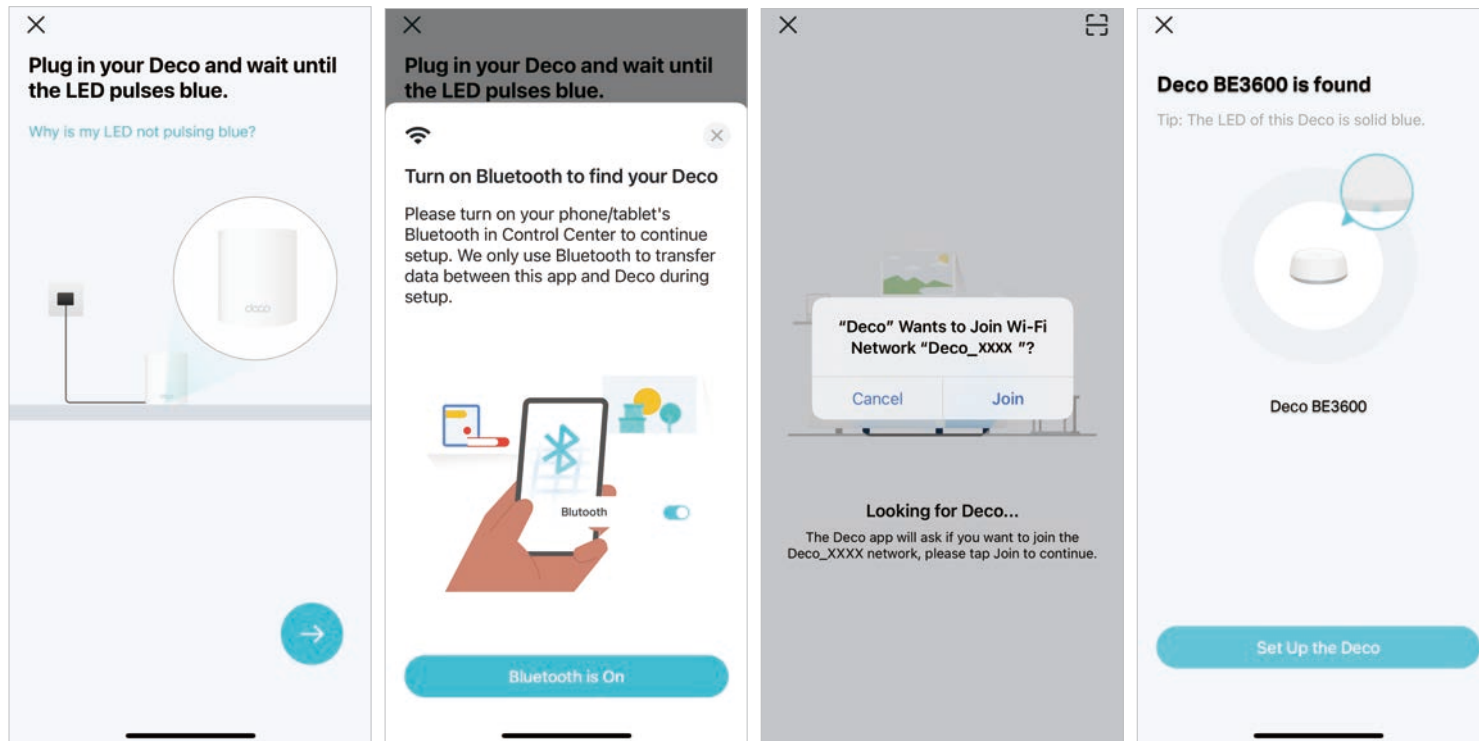 Plug in your Deco and wait until
the LED pulses blue.
Why is my LED not pulsing blue?
deco
Plug in your Deco and wait until
the LED pulses blue.
Turn on Bluetooth to find your Deco
Please turn on your phone/tablet's
Bluetooth in Control Center to continue
setup. We only use Bluetooth to transfer
data between this app and Deco during
setup.
Blutooth
Bluetooth is On
“Deco” Wants to Join Wi-Fi
Network “Deco_XXXX ”?
Cancel
Join
Looking for Deco...
The Deco app will ask if you want to join the
Deco_XXXX network, please tap Join to continue.
Deco BE3600 is found
Tip: The LED of this Deco is solid blue.
Deco BE3600
Set Up the Deco